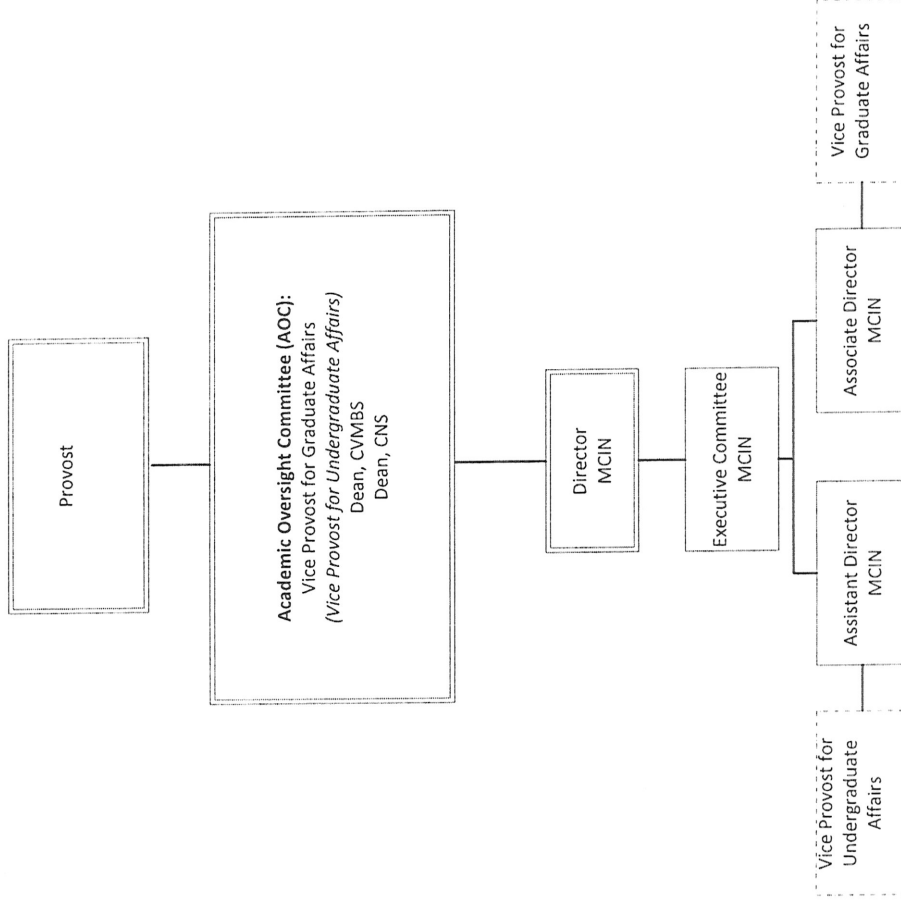 Provost
Academic Oversight Committee (AOC):
Vice Provost for Graduate Affairs
(Vice Provost for Undergraduate Affairs)
Dean, CVMBS
Dean, CNS
Director
MCIN
Executive Committee
MCIN
Vice Provost for
Undergraduate
Affairs
Assistant Director
MCIN
Associate Director
MCIN
Vice Provost for
Graduate Affairs